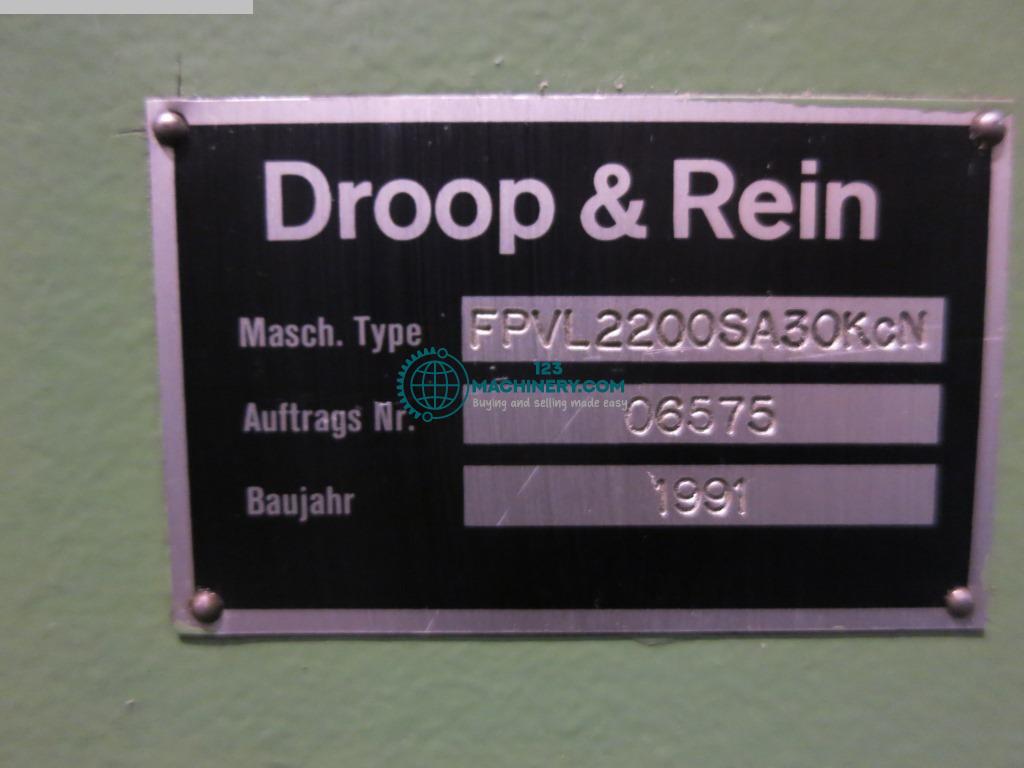 Droop & Rein
Masch. Type FPVL2200SA30KcN
123
MACHINERY.COM
Buying and selling made easy
Auftrags Nr. 06575
Baujahr 1991